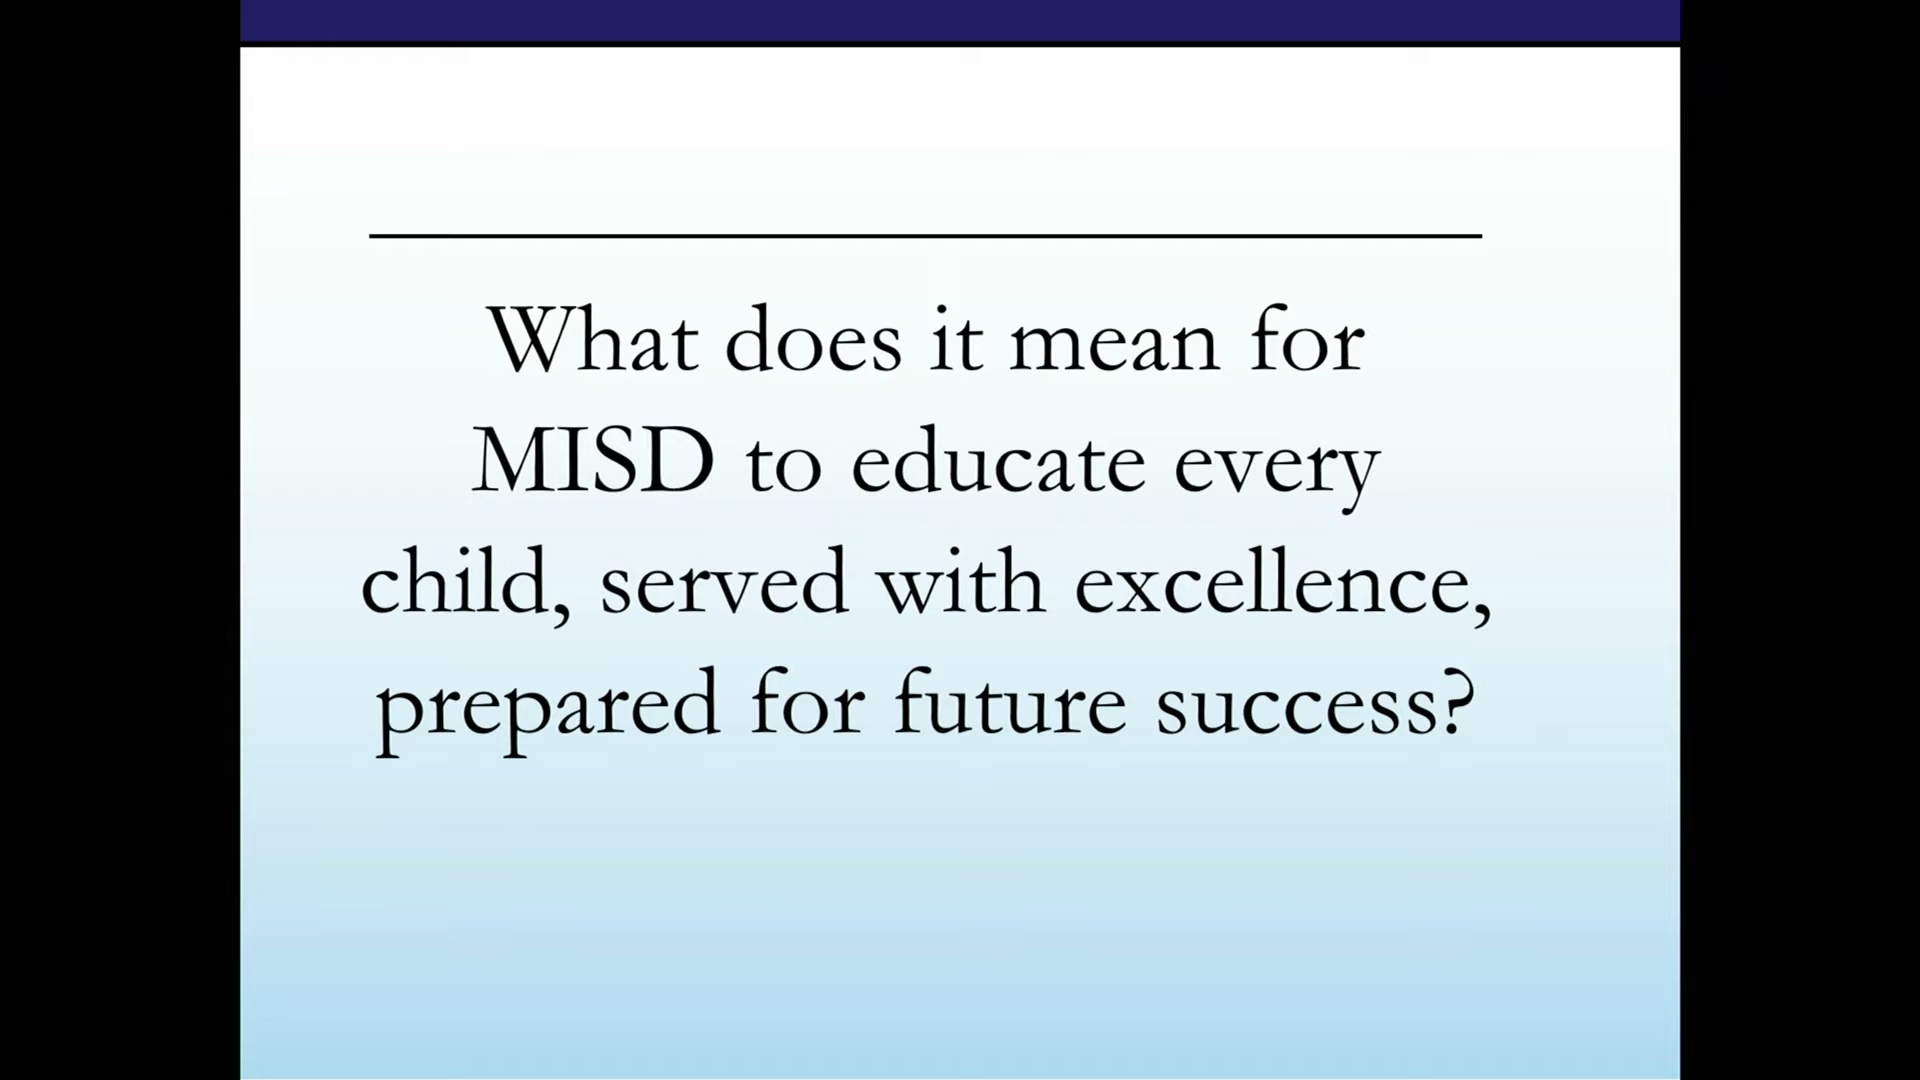 What does it mean for
MISD to educate every
child, served with excellence,
prepared for future success?